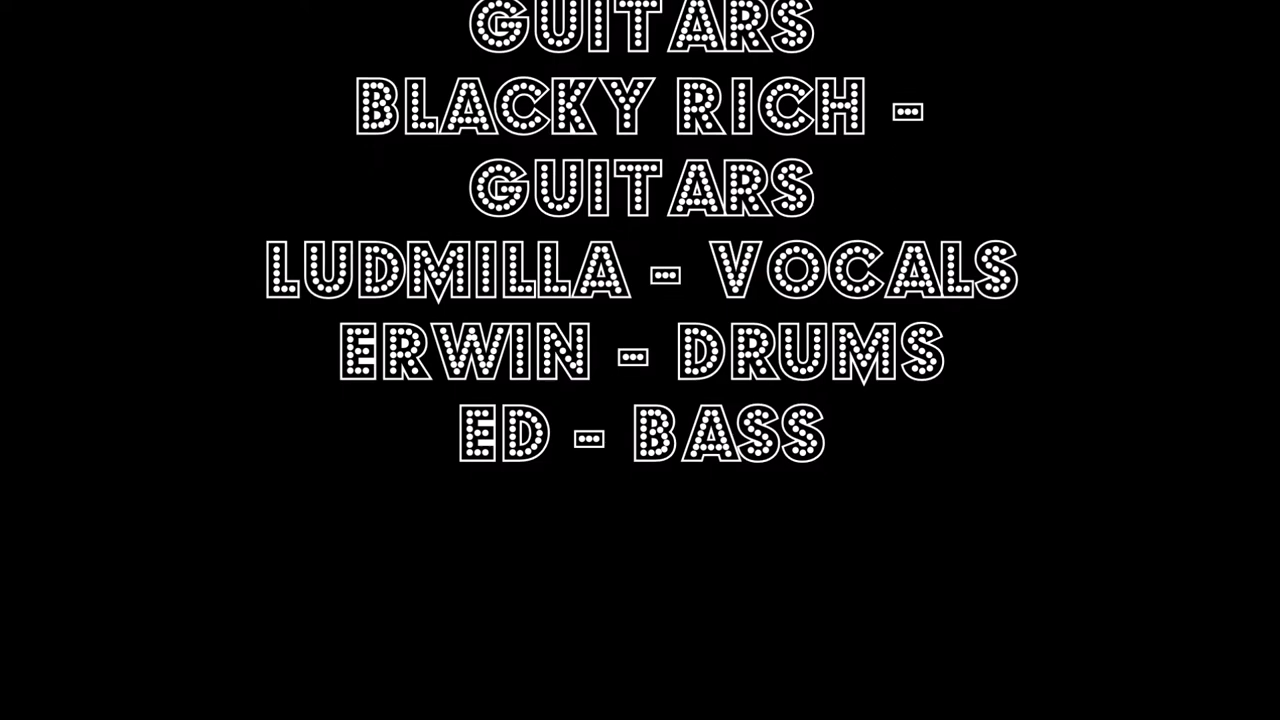 GUITARS
BLACKY RICH -
GUITARS
LUDMILLA - VOCALS
ERWIN - DRUMS
ED - BASS